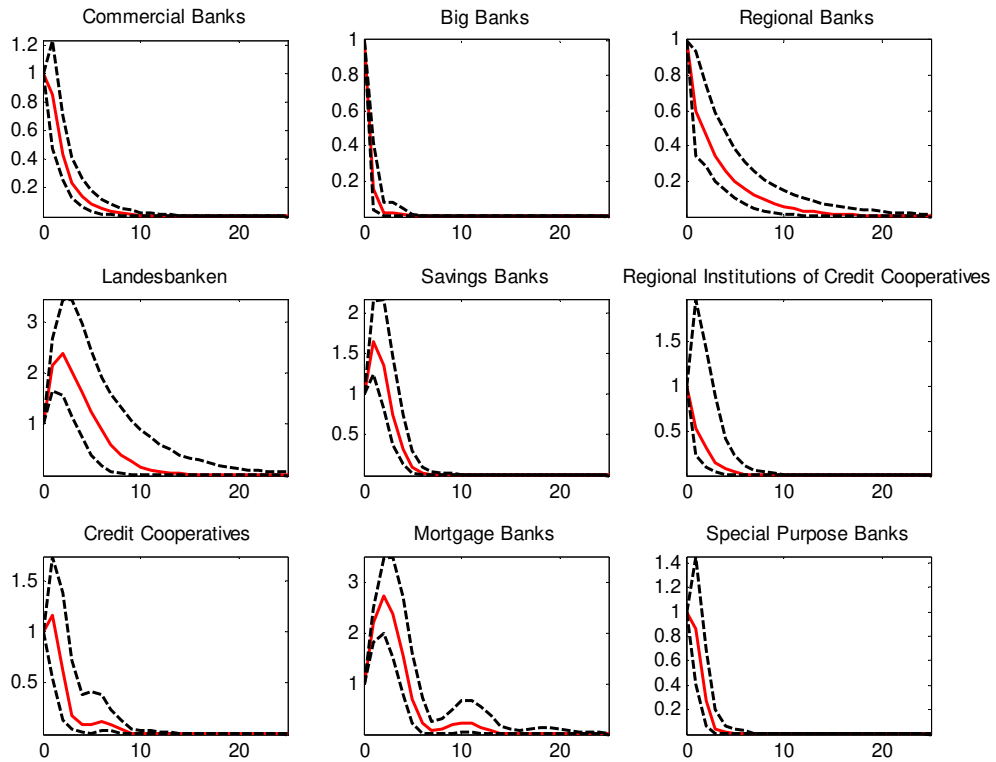 Commercial Banks
Big Banks
Regional Banks
1.2
1
0.8
0.6
0.4
0.2
0 10 20
1
0.8
0.6
0.4
0.2
0 10 20
1
0.8
0.6
0.4
0.2
0 10 20
Landesbanken
Savings Banks
Regional Institutions of Credit Cooperatives
3
2
1
0 10 20
2
1.5
1
0.5
0 10 20
1.5
1
0.5
0 10 20
Credit Cooperatives
Mortgage Banks
Special Purpose Banks
1.5
1
0.5
0 10 20
3
2
1
0 10 20
1.4
1.2
1
0.8
0.6
0.4
0.2
0 10 20